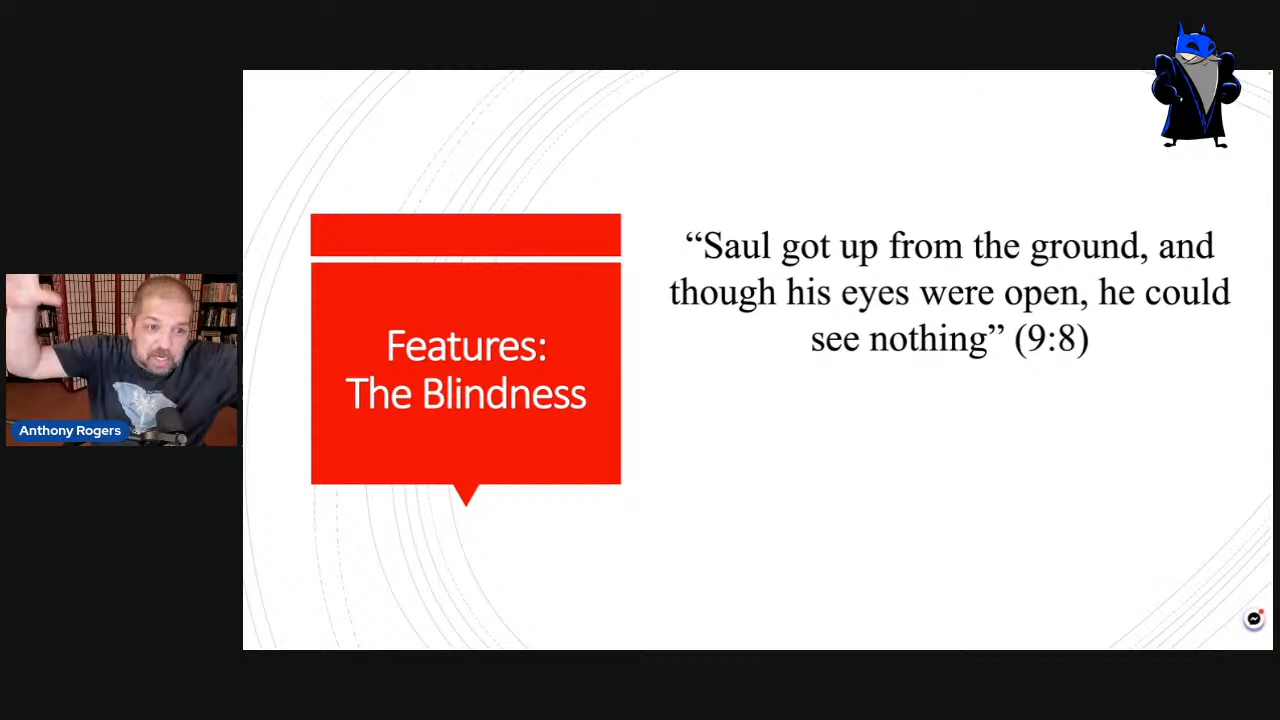 Features:
The Blindness
“Saul got up from the ground, and
though his eyes were open, he could
see nothing” (9:8)
Anthony Rogers